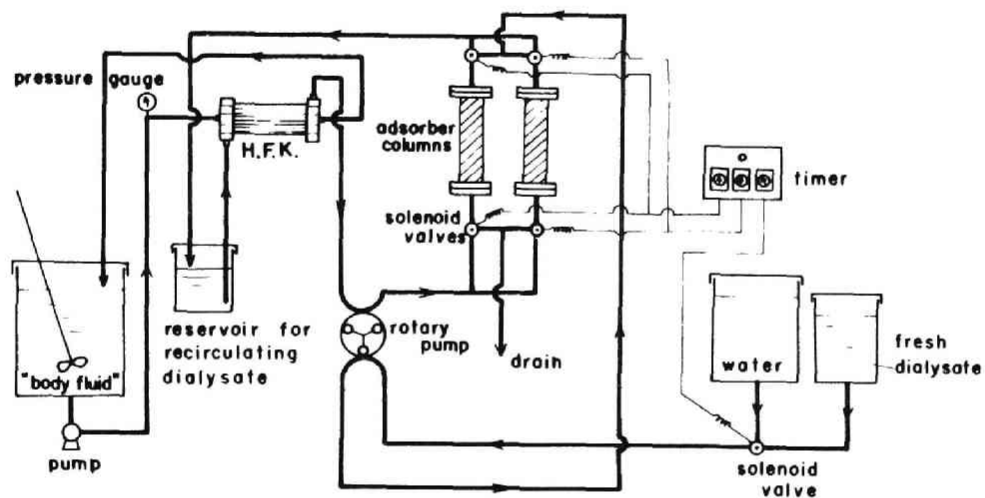 pressure gauge
H.F.K.
adsorber
columns
timer
solenoid
valves
reservoir for
recirculating
dialysate
rotary
pump
drain
"body fluid"
pump
water
fresh
dialysate
solenoid
valve